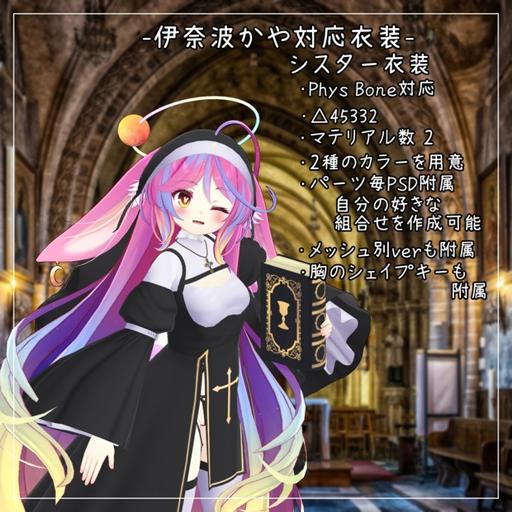 -伊奈波かや対応衣装-
シスター衣装
・Phys Bone対応
・△45332
・マテリアル数 2
・2種のカラーを用意
・パーツ毎PSD附属
自分の好きな
組合せを作成可能
・メッシュ別verも附属
・胸のシェイプキーも
附属